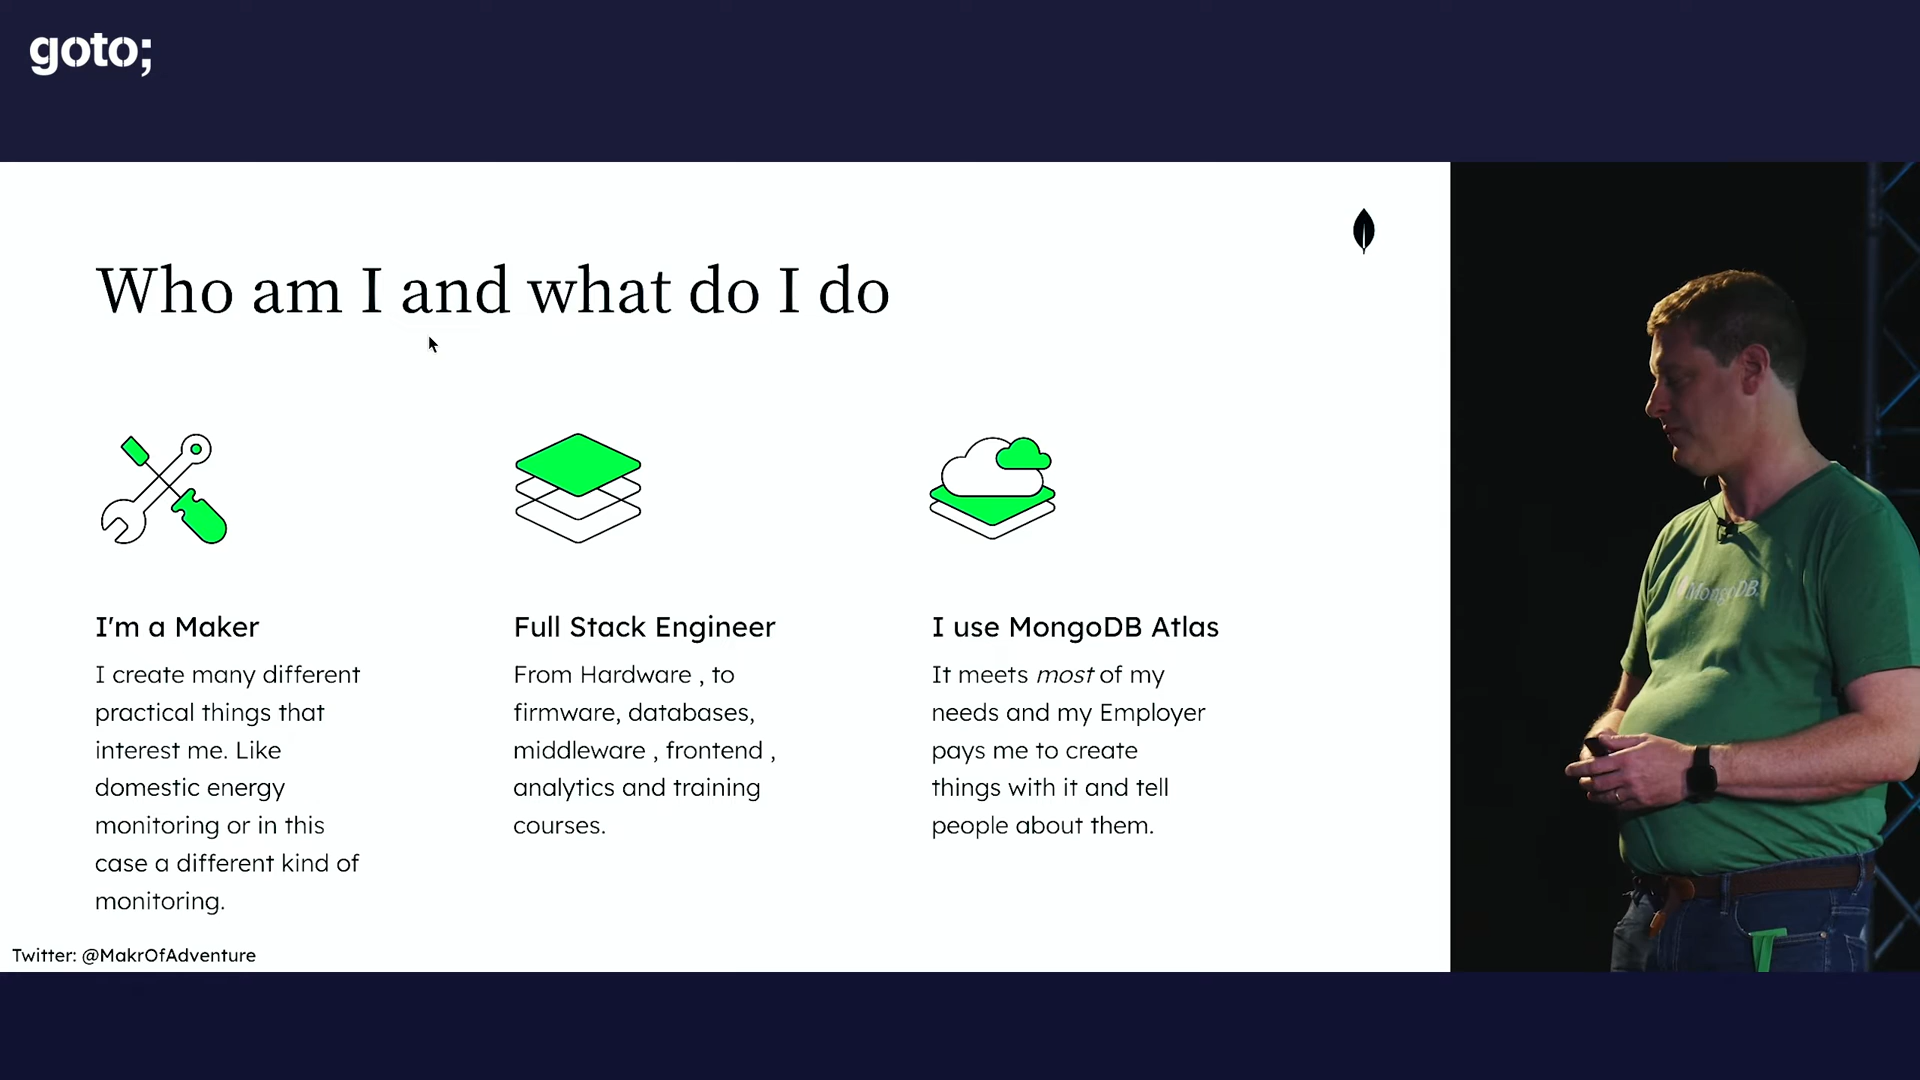 goto;
Who am I and what do I do
I'm a Maker
I create many different
practical things that
interest me. Like
domestic energy
monitoring or in this
case a different kind of
monitoring.
Full Stack Engineer
From Hardware , to
firmware, databases,
middleware , frontend ,
analytics and training
courses.
I use MongoDB Atlas
It meets most of my
needs and my Employer
pays me to create
things with it and tell
people about them.
Twitter: @MakrOfAdventure
MongoDB.